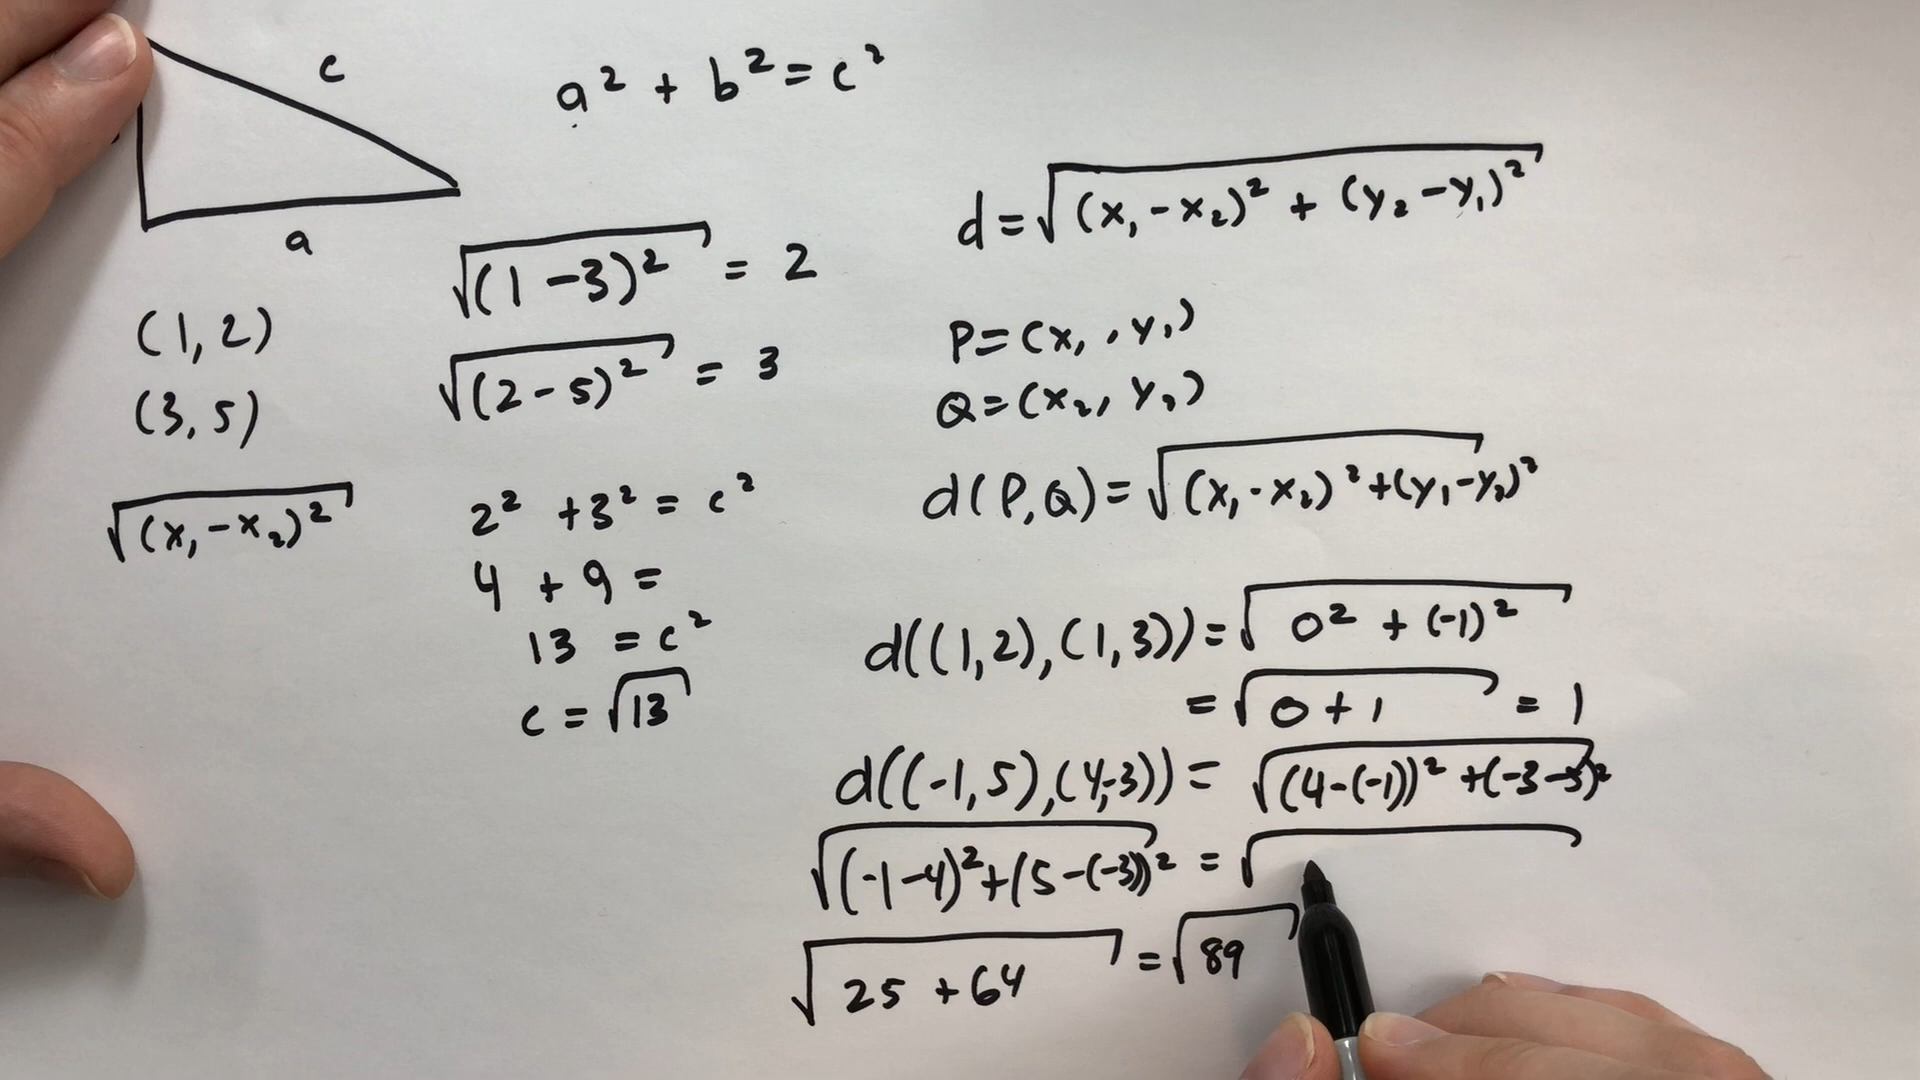 c
a² + b² = c²
a
(1, 2)
(3, 5)
√(x₁ - x₂)²
√(1 - 3)² = 2
√(2 - 5)² = 3
2² + 3² = c²
4 + 9 =
13 = c²
c = √13
d = √(x₁ - x₂)² + (y₂ - y₁)²
P = (x₁, y₁)
Q = (x₂, y₂)
d(P, Q) = √(x₁ - x₂)² + (y₁ - y₂)²
d((1, 2), (1, 3)) = √0² + (-1)²
= √0 + 1 = 1
d((-1, 5), (4, -3)) = √(4 - (-1))² + (-3 - 5)²
√(-1 - 4)² + (5 - (-3))² = √
√25 + 64 = √89